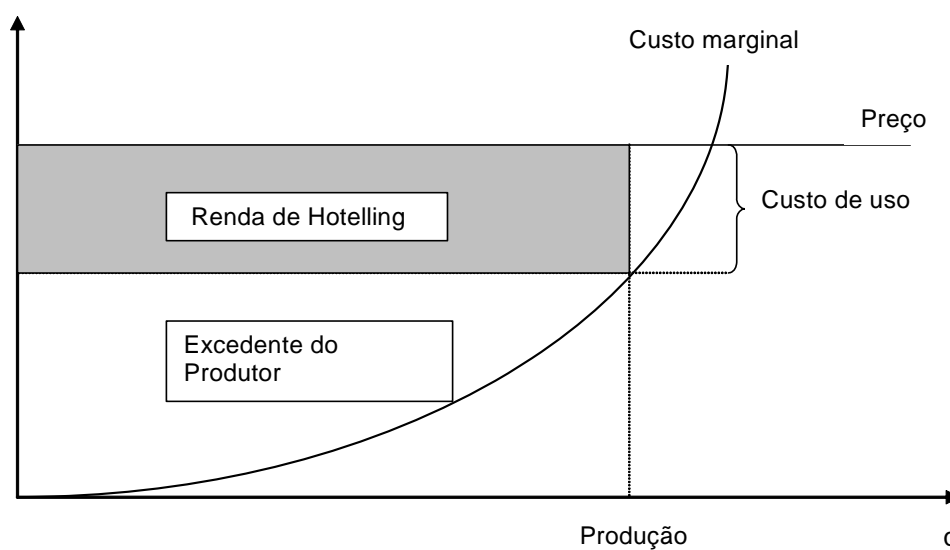 Custo marginal
Preço
Custo de uso
Renda de Hotelling
Excedente do
Produtor
Produção